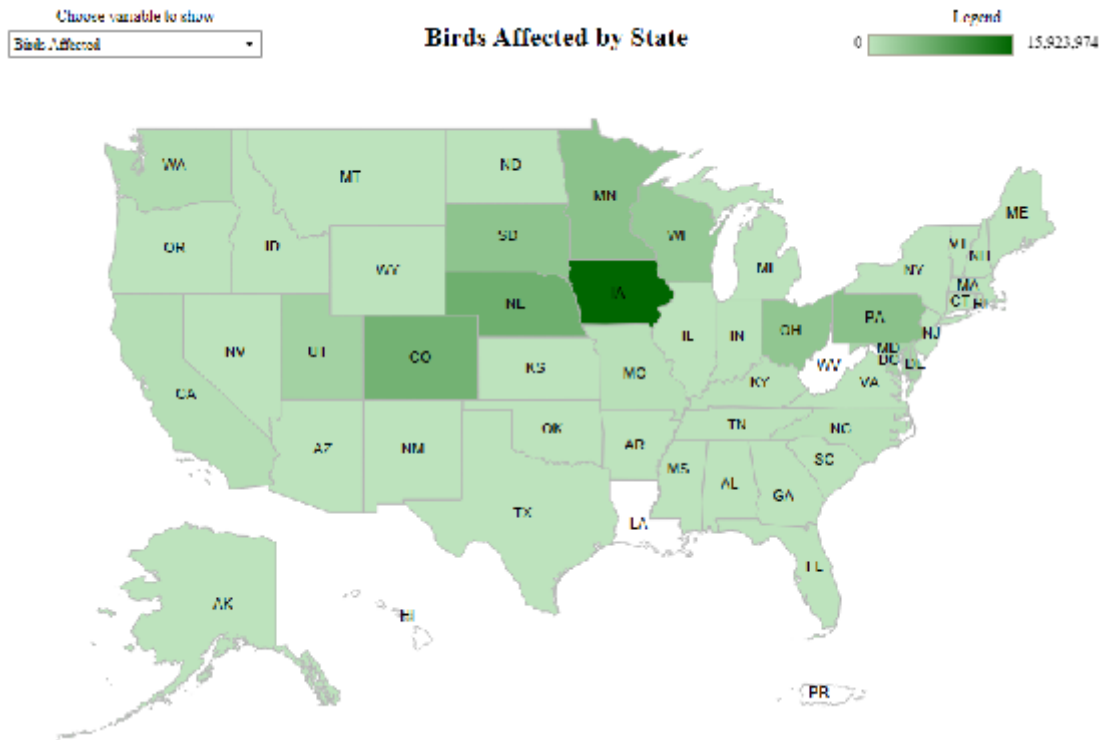 Choose variable to show
Birds Affected
Birds Affected by State
Legend
0
15,923,974
WA
MT
ND
MN
ME
OR
ID
SD
WI
VT
NH
WY
MI
NY
MA
CT
RI
IA
NE
PA
NJ
OH
NV
UT
CO
IL
IN
MD
DC
DE
WV
KS
MO
KY
VA
CA
TN
NC
OK
AZ
NM
AR
SC
MS
AL
GA
TX
LA
FL
AK
HI
PR